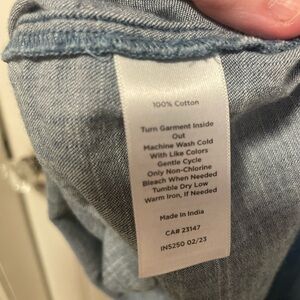 100% Cotton
Turn Garment Inside
Out
Machine Wash Cold
With Like Colors
Gentle Cycle
Only Non-Chlorine
Bleach When Needed
Tumble Dry Low
Warm Iron, If Needed
Made in India
CA# 23147
IN5250 02/23